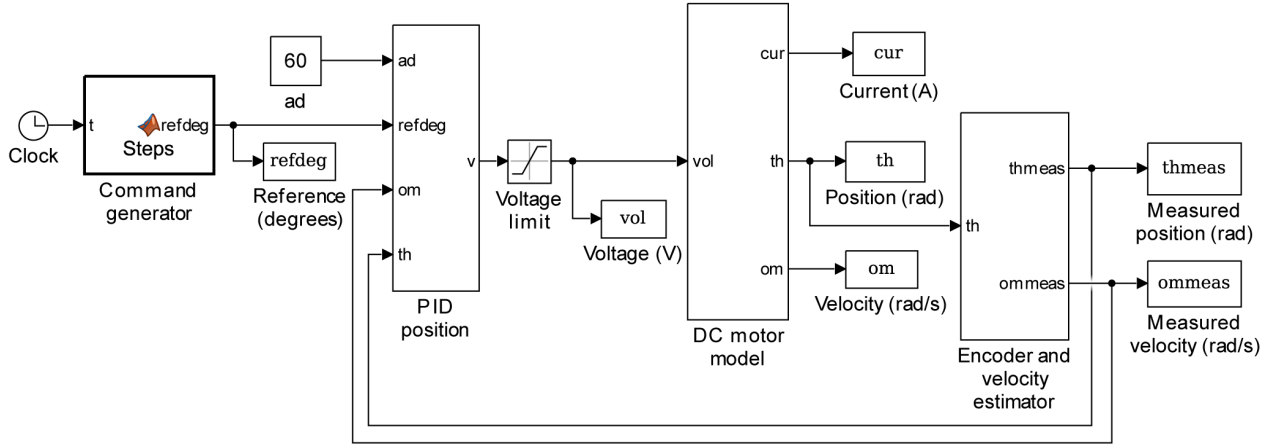 Clock
t
refdeg
Steps
Command
generator
60
ad
refdeg
Reference
(degrees)
ad
refdeg
om
th
v
PID
position
Voltage
limit
vol
Voltage (V)
vol
cur
th
om
DC motor
model
cur
Current (A)
th
Position (rad)
om
Velocity (rad/s)
th
thmeas
ommeas
Encoder and
velocity
estimator
thmeas
Measured
position (rad)
ommeas
Measured
velocity (rad/s)